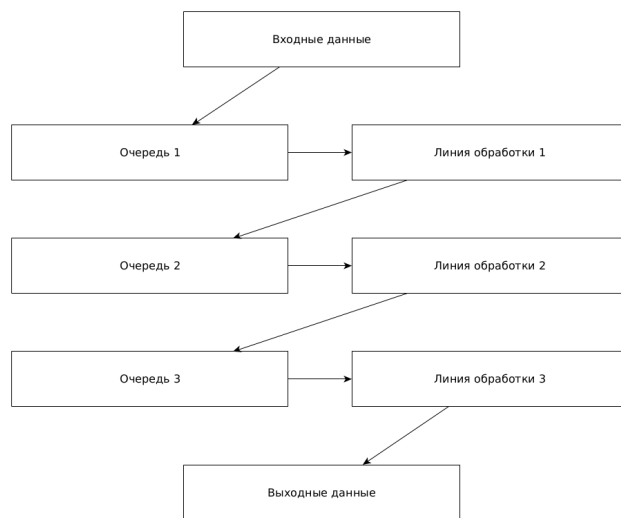 Входные данные
Очередь 1
Линия обработки 1
Очередь 2
Линия обработки 2
Очередь 3
Линия обработки 3
Выходные данные